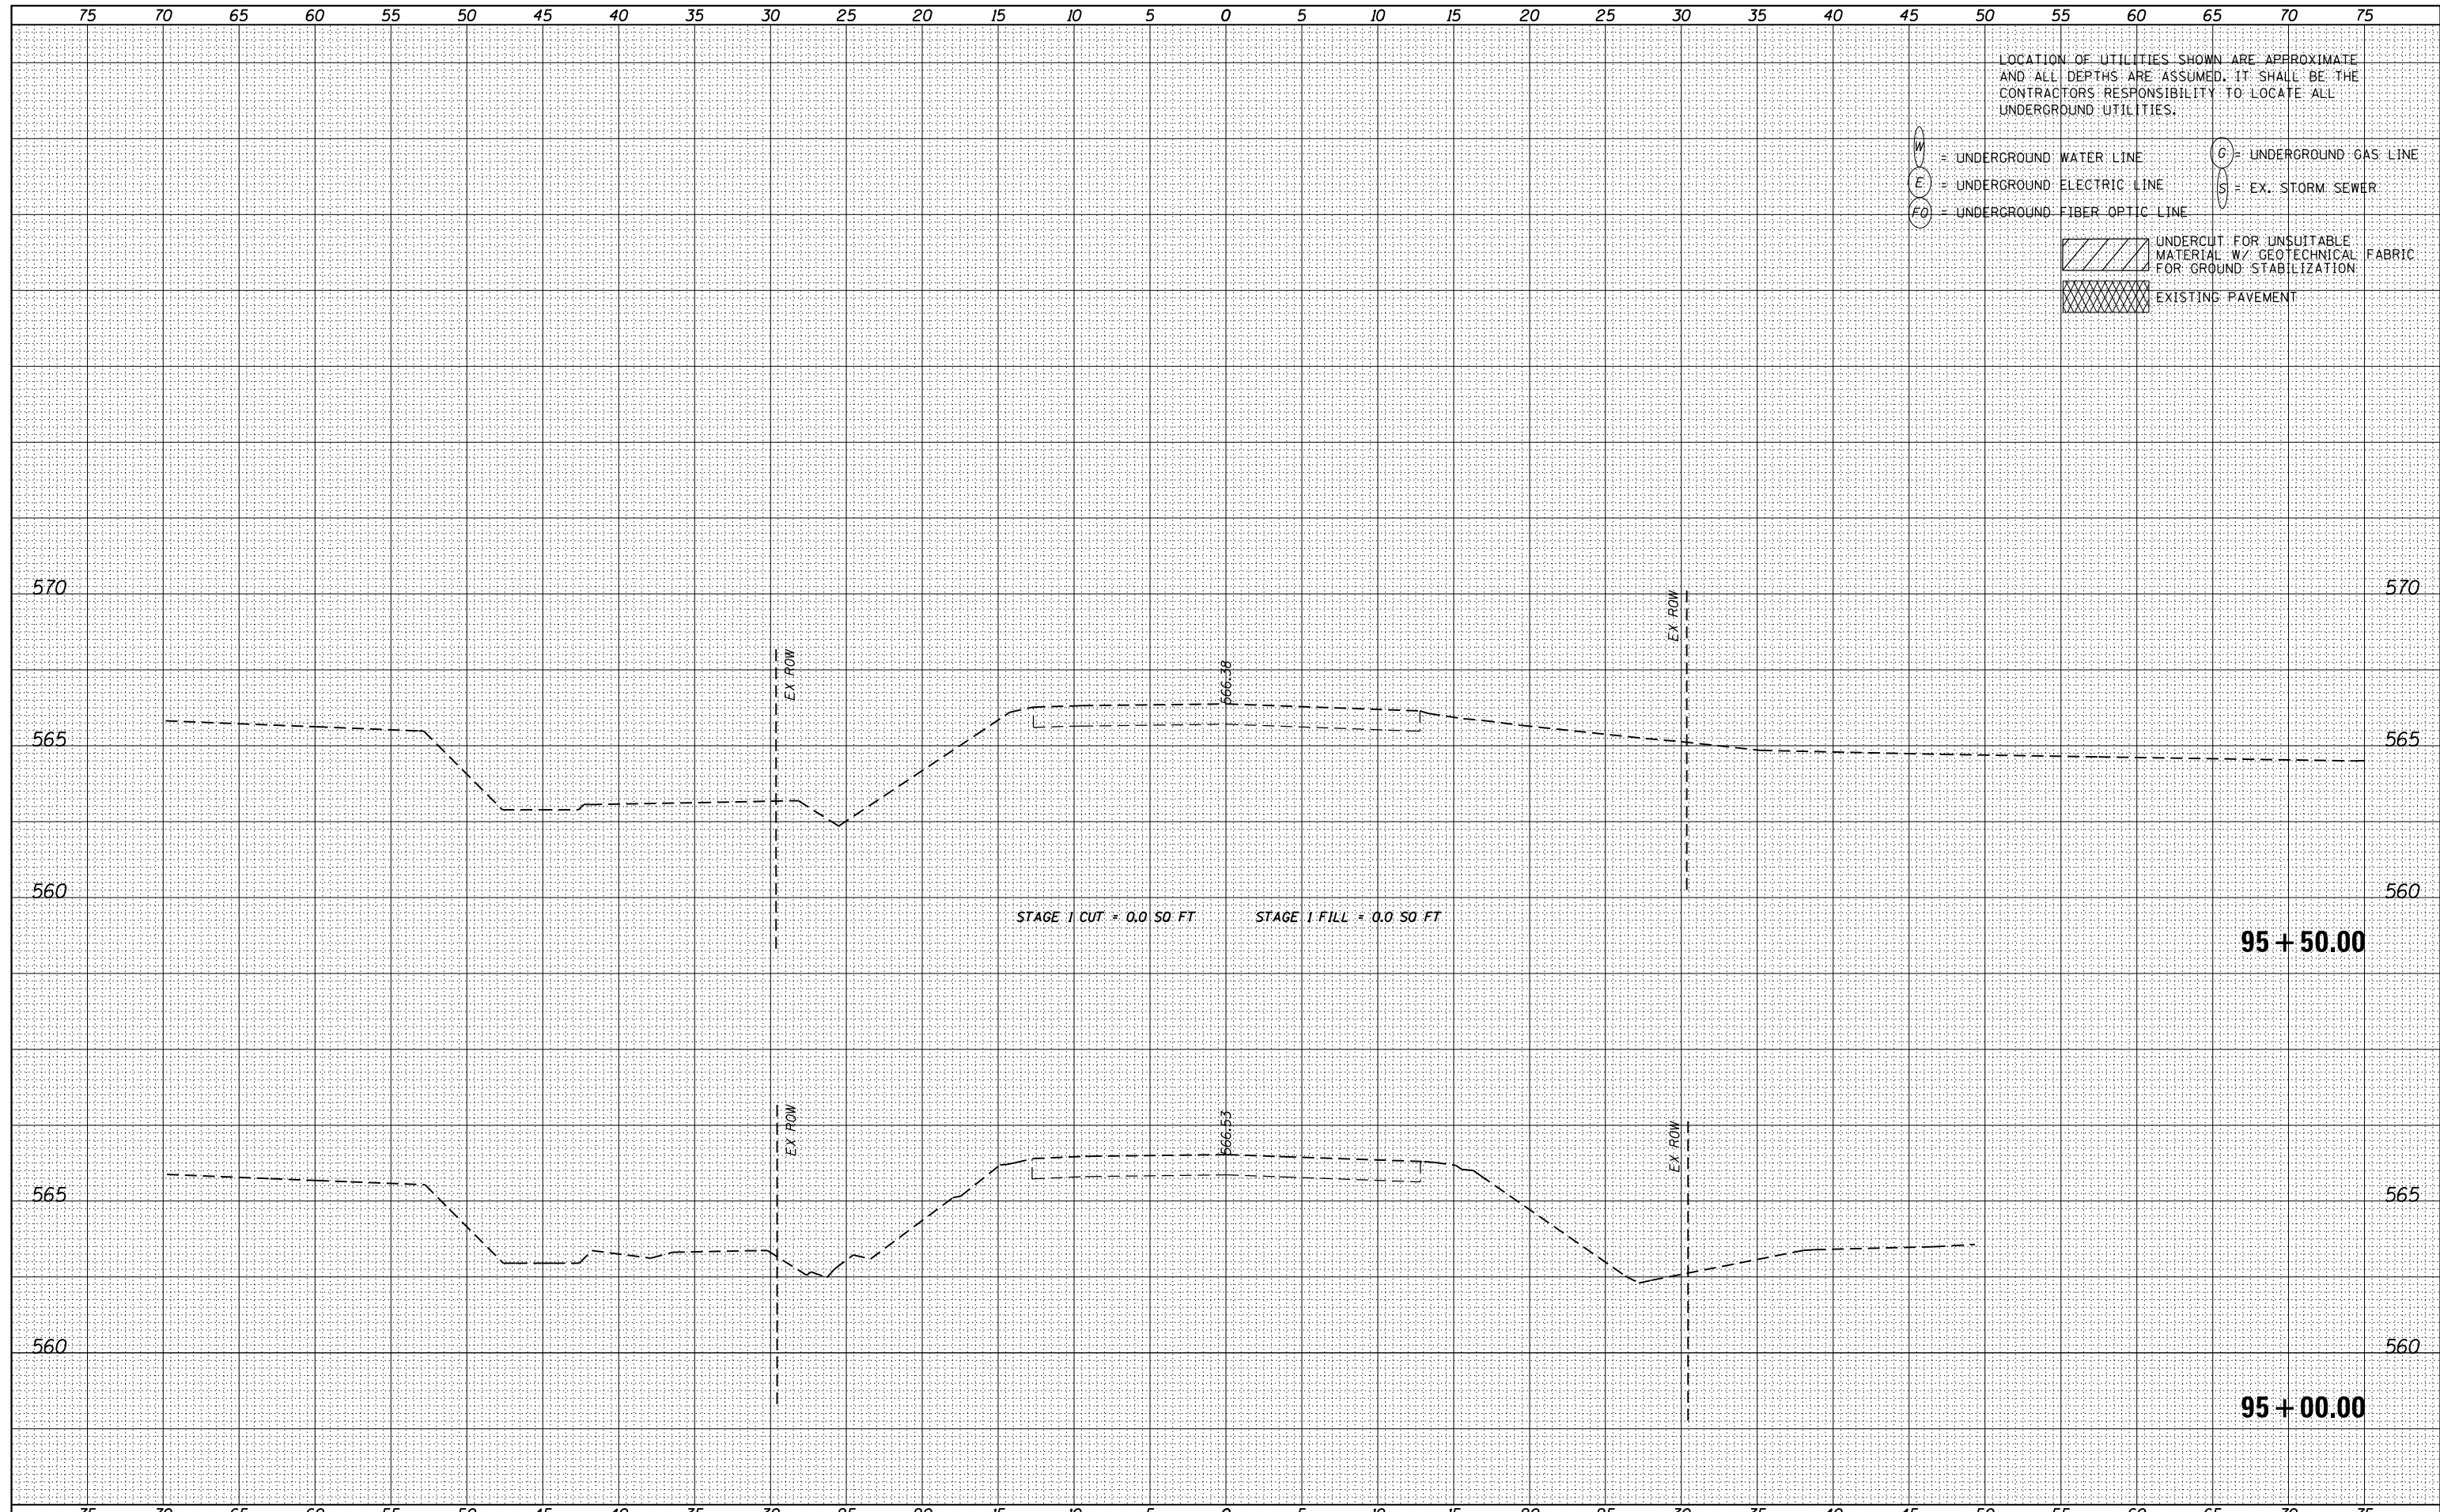 75 70 65 60 55 50 45 40 35 30 25 20 15 10 5 0 5 10 15 20 25 30 35 40 45 50 55 60 65 70 75
LOCATION OF UTILITIES SHOWN ARE APPROXIMATE
AND ALL DEPTHS ARE ASSUMED. IT SHALL BE THE
CONTRACTORS RESPONSIBILITY TO LOCATE ALL
UNDERGROUND UTILITIES.
W = UNDERGROUND WATER LINE
G = UNDERGROUND GAS LINE
E = UNDERGROUND ELECTRIC LINE
S = EX. STORM SEWER
FO = UNDERGROUND FIBER OPTIC LINE
UNDERCUT FOR UNSUITABLE
MATERIAL W/ GEOTECHNICAL FABRIC
FOR GROUND STABILIZATION
EXISTING PAVEMENT
570 570
EX ROW
EX ROW
566.38
565 565
560 560
STAGE 1 CUT = 0.0 SQ FT STAGE 1 FILL = 0.0 SQ FT
95 + 50.00
EX ROW
566.53
EX ROW
565 565
560 560
95 + 00.00
75 70 65 60 55 50 45 40 35 30 25 20 15 10 5 0 5 10 15 20 25 30 35 40 45 50 55 60 65 70 75